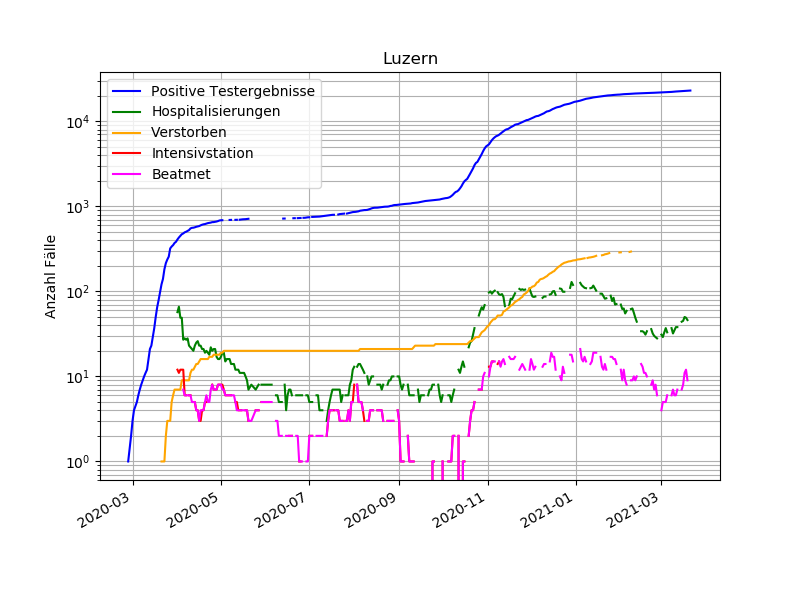 Luzern
Positive Testergebnisse
Hospitalisierungen
Verstorben
Intensivstation
Beatmet
Anzahl Fälle
10^4
10^3
10^2
10^1
10^0
2020-03
2020-05
2020-07
2020-09
2020-11
2021-01
2021-03